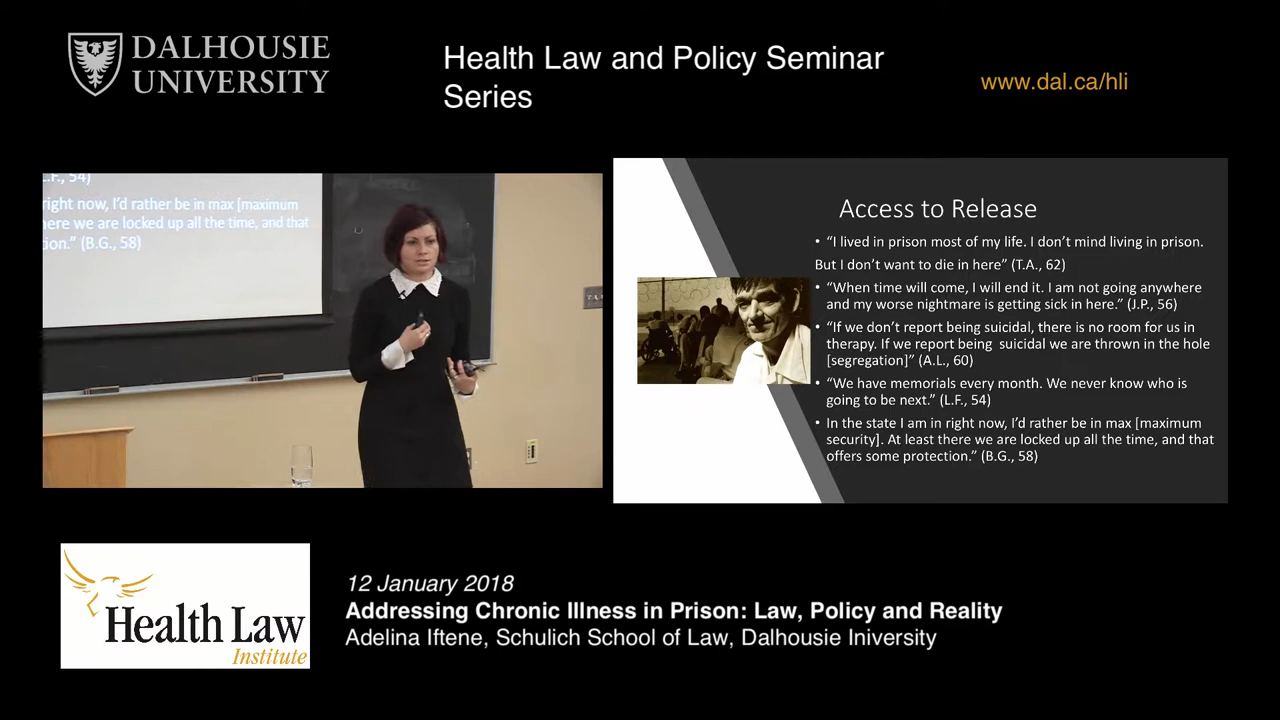 DALHOUSIE
UNIVERSITY
Health Law and Policy Seminar
Series
www.dal.ca/hli
right now, I'd rather be in max [maximum
ere we are locked up all the time, and that
ion." (B.G., 58)
Access to Release
• "I lived in prison most of my life. I don't mind living in prison.
But I don't want to die in here" (T.A., 62)
• "When time will come, I will end it. I am not going anywhere
and my worse nightmare is getting sick in here." (J.P., 56)
• "If we don't report being suicidal, there is no room for us in
therapy. If we report being suicidal we are thrown in the hole
[segregation]" (A.L., 60)
• "We have memorials every month. We never know who is
going to be next." (L.F., 54)
• In the state I am in right now, I'd rather be in max [maximum
security]. At least there we are locked up all the time, and that
offers some protection." (B.G., 58)
Health Law
Institute
12 January 2018
Addressing Chronic Illness in Prison: Law, Policy and Reality
Adelina Iftene, Schulich School of Law, Dalhousie Iniversity